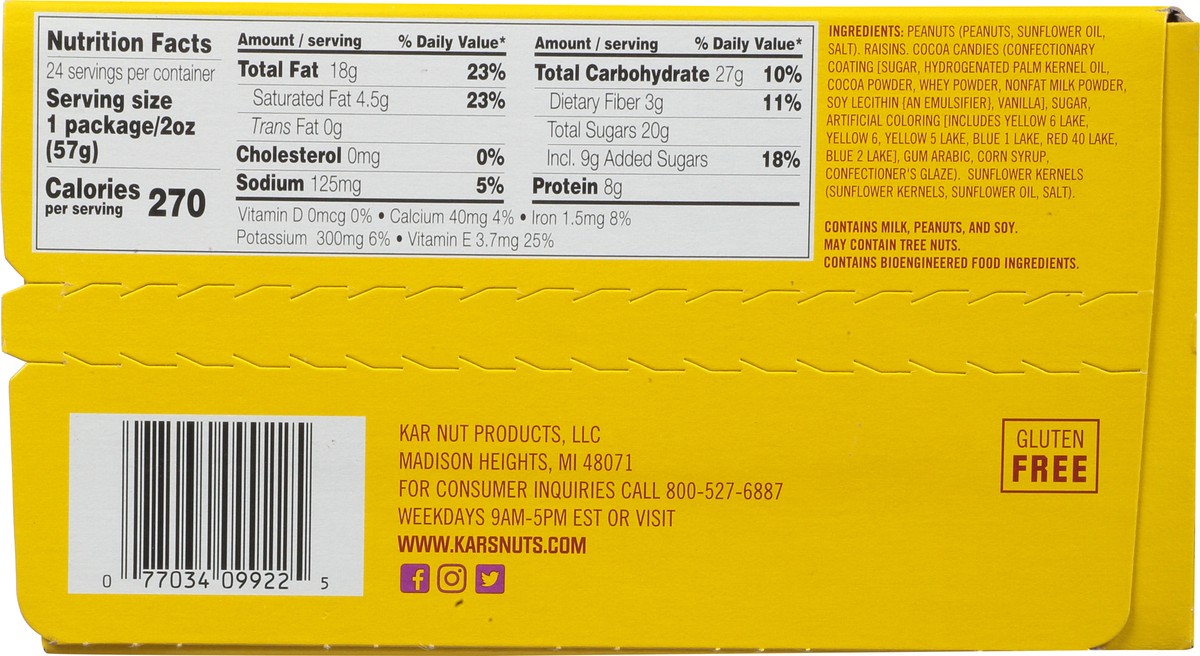 Nutrition Facts
24 servings per container
Serving size
1 package/2oz
(57g)
Calories 270
per serving
Amount / serving % Daily Value*
Total Fat 18g 23%
Saturated Fat 4.5g 23%
Trans Fat 0g
Cholesterol 0mg 0%
Sodium 125mg 5%
Amount / serving % Daily Value*
Total Carbohydrate 27g 10%
Dietary Fiber 3g 11%
Total Sugars 20g
Incl. 9g Added Sugars 18%
Protein 8g
Vitamin D 0mcg 0% • Calcium 40mg 4% • Iron 1.5mg 8%
Potassium 300mg 6% • Vitamin E 3.7mg 25%
INGREDIENTS: PEANUTS (PEANUTS, SUNFLOWER OIL,
SALT). RAISINS. COCOA CANDIES (CONFECTIONARY
COATING [SUGAR, HYDROGENATED PALM KERNEL OIL,
COCOA POWDER, WHEY POWDER, NONFAT MILK POWDER,
SOY LECITHIN {AN EMULSIFIER}, VANILLA], SUGAR,
ARTIFICIAL COLORING [INCLUDES YELLOW 6 LAKE,
YELLOW 6, YELLOW 5 LAKE, BLUE 1 LAKE, RED 40 LAKE,
BLUE 2 LAKE], GUM ARABIC, CORN SYRUP,
CONFECTIONER'S GLAZE). SUNFLOWER KERNELS
(SUNFLOWER KERNELS, SUNFLOWER OIL, SALT).
CONTAINS MILK, PEANUTS, AND SOY.
MAY CONTAIN TREE NUTS.
CONTAINS BIOENGINEERED FOOD INGREDIENTS.
0 77034 09922 5
KAR NUT PRODUCTS, LLC
MADISON HEIGHTS, MI 48071
FOR CONSUMER INQUIRIES CALL 800-527-6887
WEEKDAYS 9AM-5PM EST OR VISIT
WWW.KARSNUTS.COM
GLUTEN
FREE